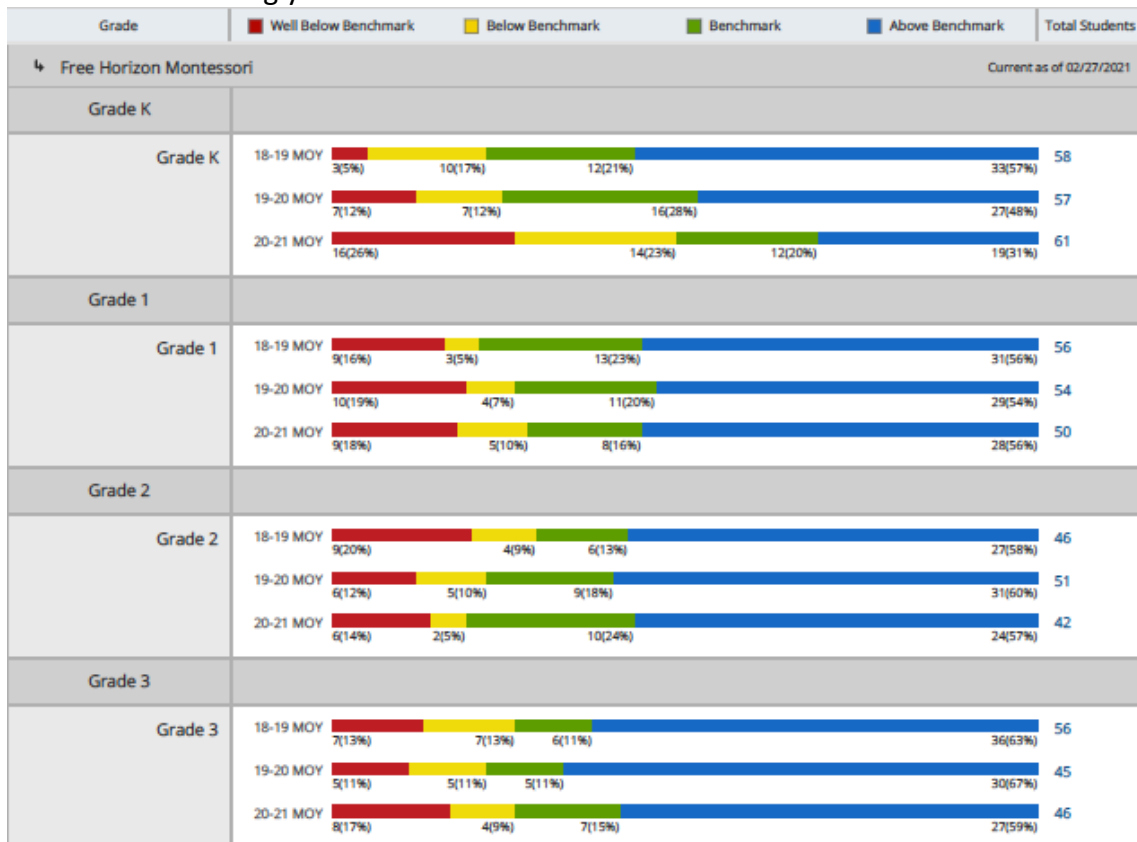 Grade Well Below Benchmark Below Benchmark Benchmark Above Benchmark Total Students
Free Horizon Montessori Current as of 02/27/2021
Grade K
Grade K 18-19 MOY 58
3(5%) 10(17%) 12(21%) 33(57%)
19-20 MOY 57
7(12%) 7(12%) 16(28%) 27(48%)
20-21 MOY 61
16(26%) 14(23%) 12(20%) 19(31%)
Grade 1
Grade 1 18-19 MOY 56
9(16%) 3(5%) 13(23%) 31(56%)
19-20 MOY 54
10(19%) 4(7%) 11(20%) 29(54%)
20-21 MOY 50
9(18%) 5(10%) 8(16%) 28(56%)
Grade 2
Grade 2 18-19 MOY 46
9(20%) 4(9%) 6(13%) 27(58%)
19-20 MOY 51
6(12%) 5(10%) 9(18%) 31(60%)
20-21 MOY 42
6(14%) 2(5%) 10(24%) 24(57%)
Grade 3
Grade 3 18-19 MOY 56
7(13%) 7(13%) 6(11%) 36(63%)
19-20 MOY 45
5(11%) 5(11%) 5(11%) 30(67%)
20-21 MOY 46
8(17%) 4(9%) 7(15%) 27(59%)